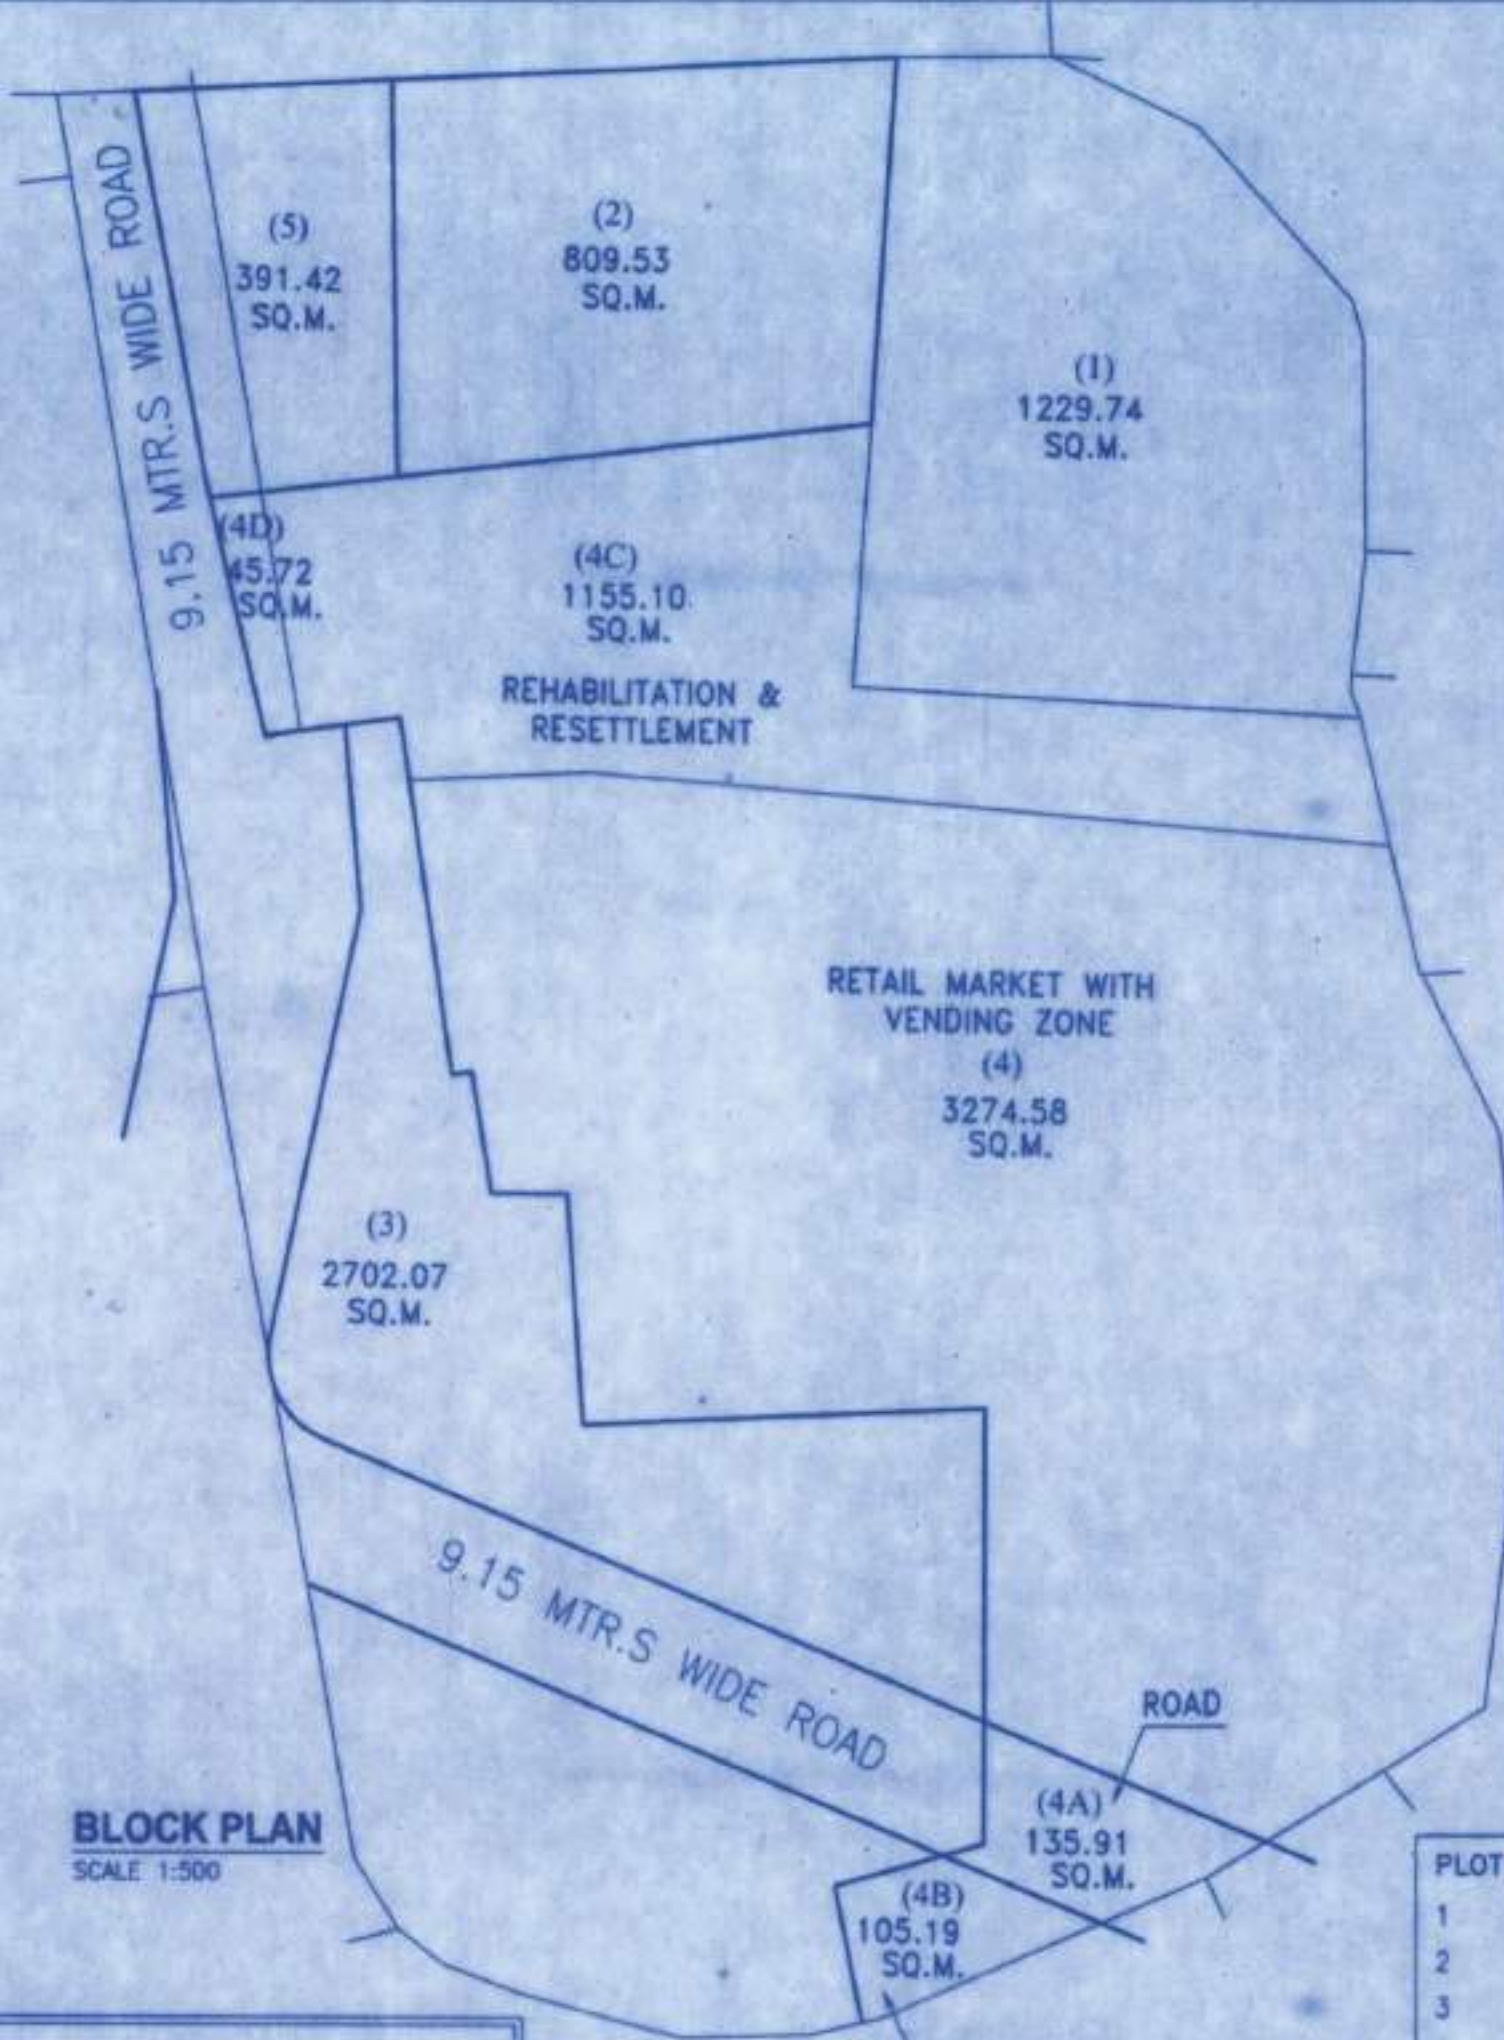 9.15 MTR.S WIDE ROAD
(5)
391.42
SQ.M.
(2)
809.53
SQ.M.
(1)
1229.74
SQ.M.
(4D)
45.72
SQ.M.
(4C)
1155.10
SQ.M.
REHABILITATION &
RESETTLEMENT
RETAIL MARKET WITH
VENDING ZONE
(4)
3274.58
SQ.M.
(3)
2702.07
SQ.M.
9.15 MTR.S WIDE ROAD
ROAD
(4A)
135.91
SQ.M.
(4B)
105.19
SQ.M.
BLOCK PLAN
SCALE 1:500
PLOT
1
2
3